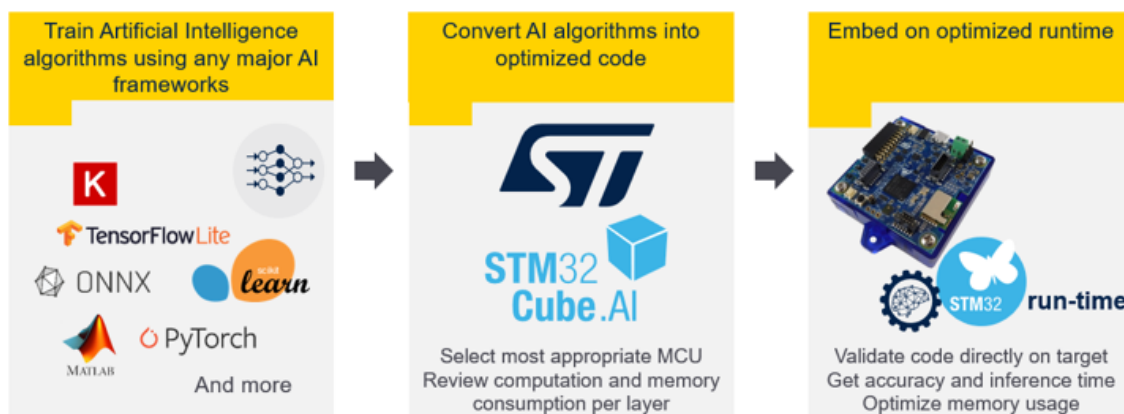 Train Artificial Intelligence
algorithms using any major AI
frameworks
K
TensorFlowLite
ONNX
scikit
learn
MATLAB
PyTorch
And more
Convert AI algorithms into
optimized code
ST
STM32
Cube.AI
Select most appropriate MCU
Review computation and memory
consumption per layer
Embed on optimized runtime
STM32
run-time
Validate code directly on target
Get accuracy and inference time
Optimize memory usage